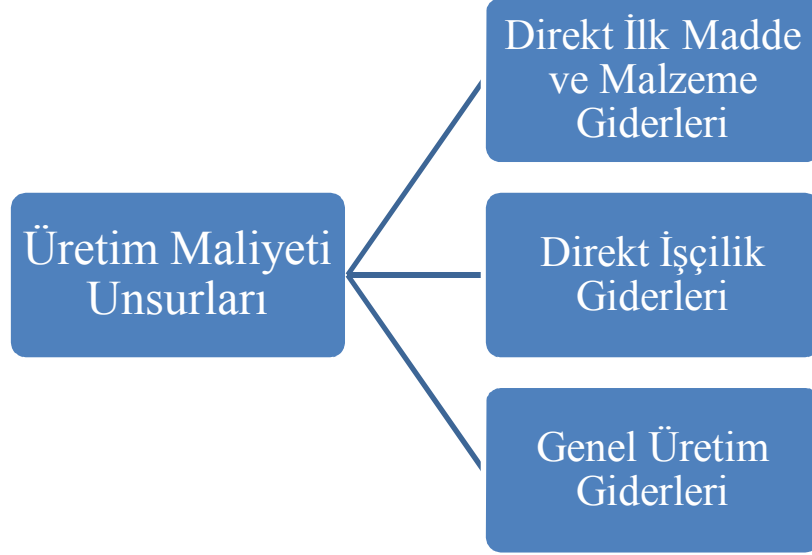 Üretim Maliyeti
Unsurları
Direkt İlk Madde
ve Malzeme
Giderleri
Direkt İşçilik
Giderleri
Genel Üretim
Giderleri